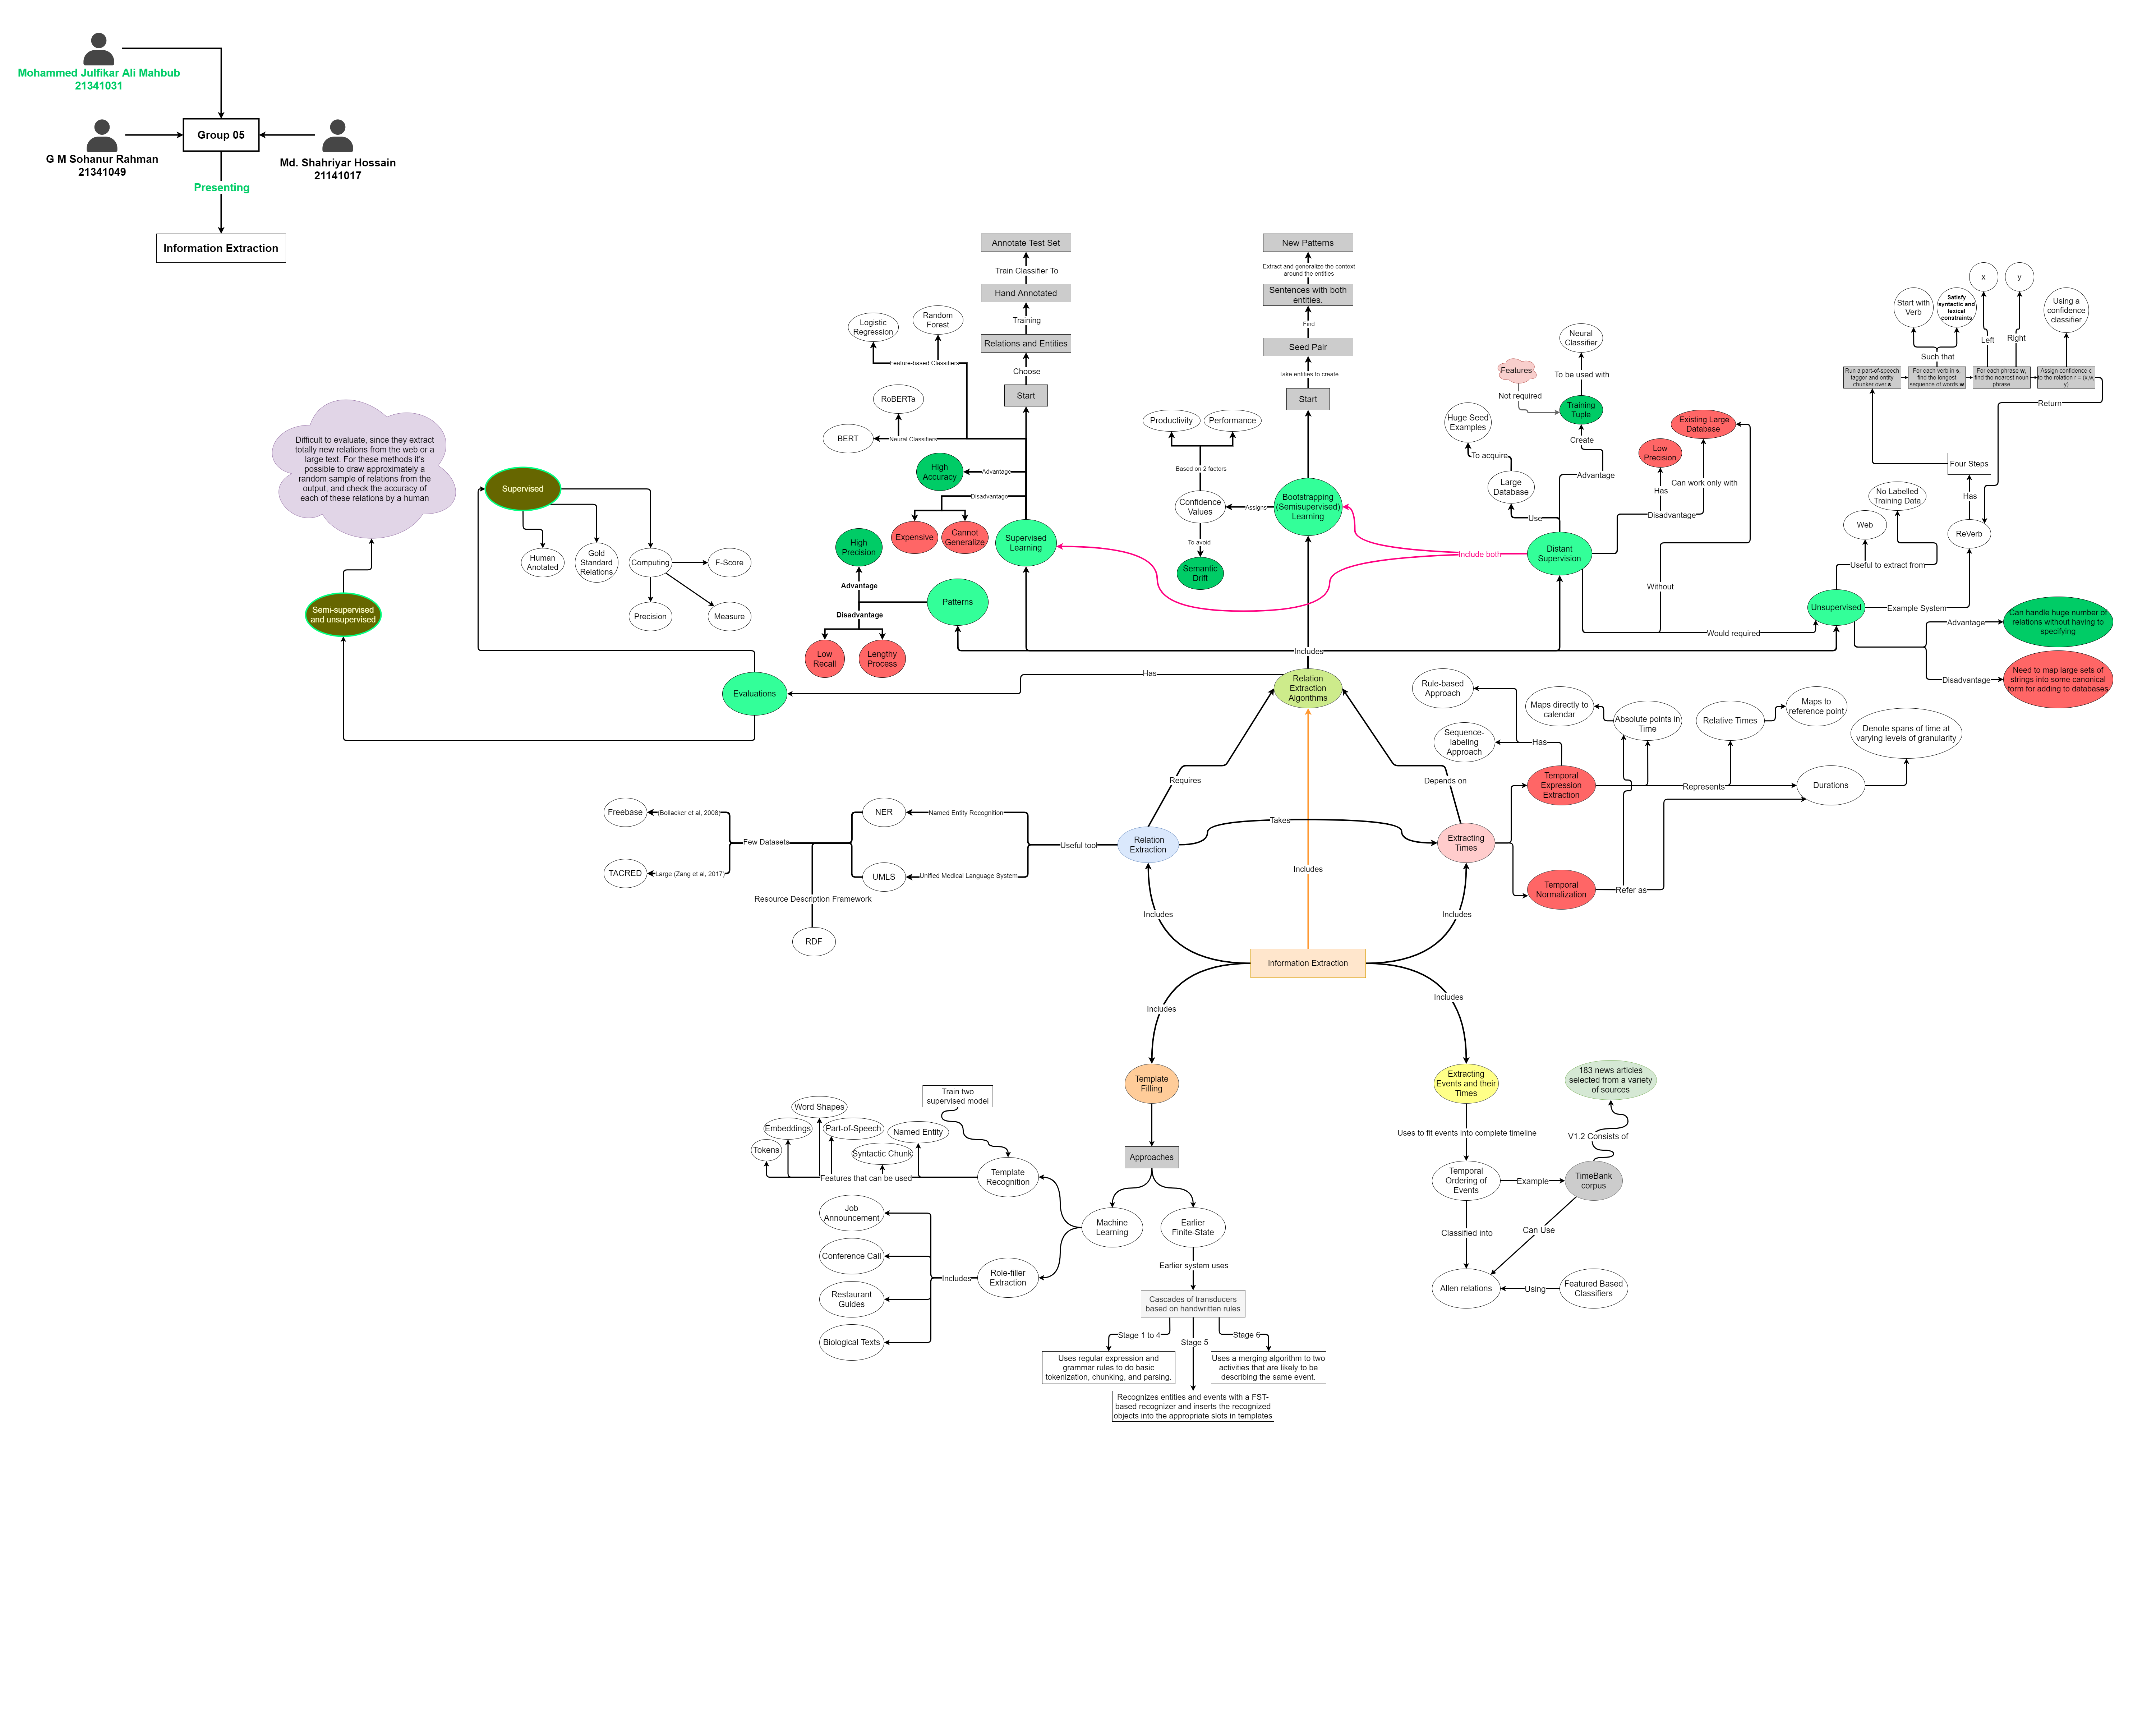 Mohammed Julfikar Ali Mahbub
21341031
Group 05
G M Sohanur Rahman
21341049
Md. Shahriyar Hossain
21141017
Presenting
Information Extraction
Annotate Test Set
Train Classifier To
Hand Annotated
Training
Relations and Entities
Choose
Start
Logistic
Regression
Random
Forest
Feature-based Classifiers
RoBERTa
BERT
Neural Classifiers
High
Accuracy
Advantage
Disadvantage
Expensive
Cannot
Generalize
Supervised
Learning
High
Precision
Advantage
Disadvantage
Patterns
Low
Recall
Lengthy
Process
New Patterns
Extract and generalize the context
around the entities
Sentences with both
entities.
Find
Seed Pair
Take entities to create
Start
Productivity
Performance
Based on 2 factors
Confidence
Values
Assigns
Bootstrapping
(Semisupervised)
Learning
To avoid
Semantic
Drift
Include both
Features
Not required
Neural
Classifier
To be used with
Training
Tuple
Create
Advantage
Huge Seed
Examples
To acquire
Large
Database
Use
Distant
Supervision
Existing Large
Database
Low
Precision
Has
Can work only with
Disadvantage
Without
Would required
x
y
Start with
Verb
Satisfy
syntactic and
lexical
constraints
Using a
confidence
classifier
Left
Right
Such that
Run a part-of-speech
tagger and entity
chunker over s
For each verb in s,
find the longest
sequence of words w
For each phrase w,
find the nearest noun
phrase
Assign confidence c
to the relation r = (x,w,
y)
Return
Four Steps
Has
ReVerb
No Labelled
Training Data
Web
Useful to extract from
Unsupervised
Example System
Advantage
Can handle huge number of
relations without having to
specifying
Disadvantage
Need to map large sets of
strings into some canonical
form for adding to databases
Difficult to evaluate, since they extract
totally new relations from the web or a
large text. For these methods it's
possible to draw approximately a
random sample of relations from the
output, and check the accuracy of
each of these relations by a human
Supervised
Human
Anotated
Gold
Standard
Relations
Computing
F-Score
Precision
Measure
Semi-supervised
and unsupervised
Evaluations
Has
Includes
Relation
Extraction
Algorithms
Requires
Depends on
Rule-based
Approach
Sequence-
labeling
Approach
Has
Maps directly to
calendar
Absolute points in
Time
Relative Times
Maps to
reference point
Denote spans of time at
varying levels of granularity
Temporal
Expression
Extraction
Represents
Durations
Freebase
(Bollacker et al, 2008)
Few Datasets
TACRED
Large (Zang et al, 2017)
NER
Named Entity Recognition
UMLS
Unified Medical Language System
Useful tool
Resource Description Framework
RDF
Relation
Extraction
Takes
Extracting
Times
Temporal
Normalization
Refer as
Includes
Includes
Includes
Information Extraction
Includes
Includes
Template
Filling
Approaches
Train two
supervised model
Word Shapes
Embeddings
Part-of-Speech
Tokens
Named Entity
Syntactic Chunk
Features that can be used
Template
Recognition
Machine
Learning
Earlier
Finite-State
Job
Announcement
Conference Call
Restaurant
Guides
Biological Texts
Includes
Role-filler
Extraction
Earlier system uses
Cascades of transducers
based on handwritten rules
Stage 1 to 4
Stage 5
Stage 6
Uses regular expression and
grammar rules to do basic
tokenization, chunking, and parsing.
Uses a merging algorithm to two
activities that are likely to be
describing the same event.
Recognizes entities and events with a FST-
based recognizer and inserts the recognized
objects into the appropriate slots in templates
Extracting
Events and their
Times
183 news articles
selected from a variety
of sources
Uses to fit events into complete timeline
V1.2 Consists of
Temporal
Ordering of
Events
Example
TimeBank
corpus
Classified into
Can Use
Allen relations
Using
Featured Based
Classifiers